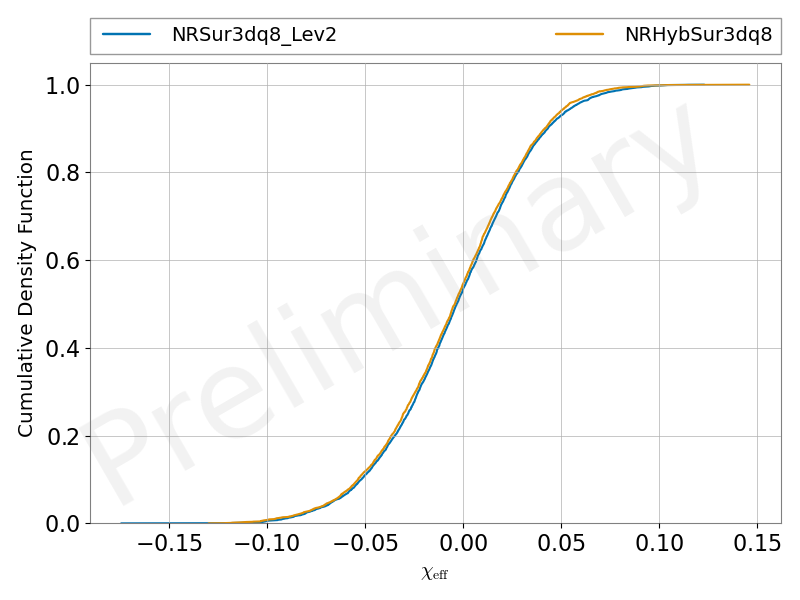 NRSur3dq8_Lev2 NRHybSur3dq8
1.0
0.8
0.6
0.4
0.2
0.0
Cumulative Density Function
Preliminary
−0.15 −0.10 −0.05 0.00 0.05 0.10 0.15
χeff